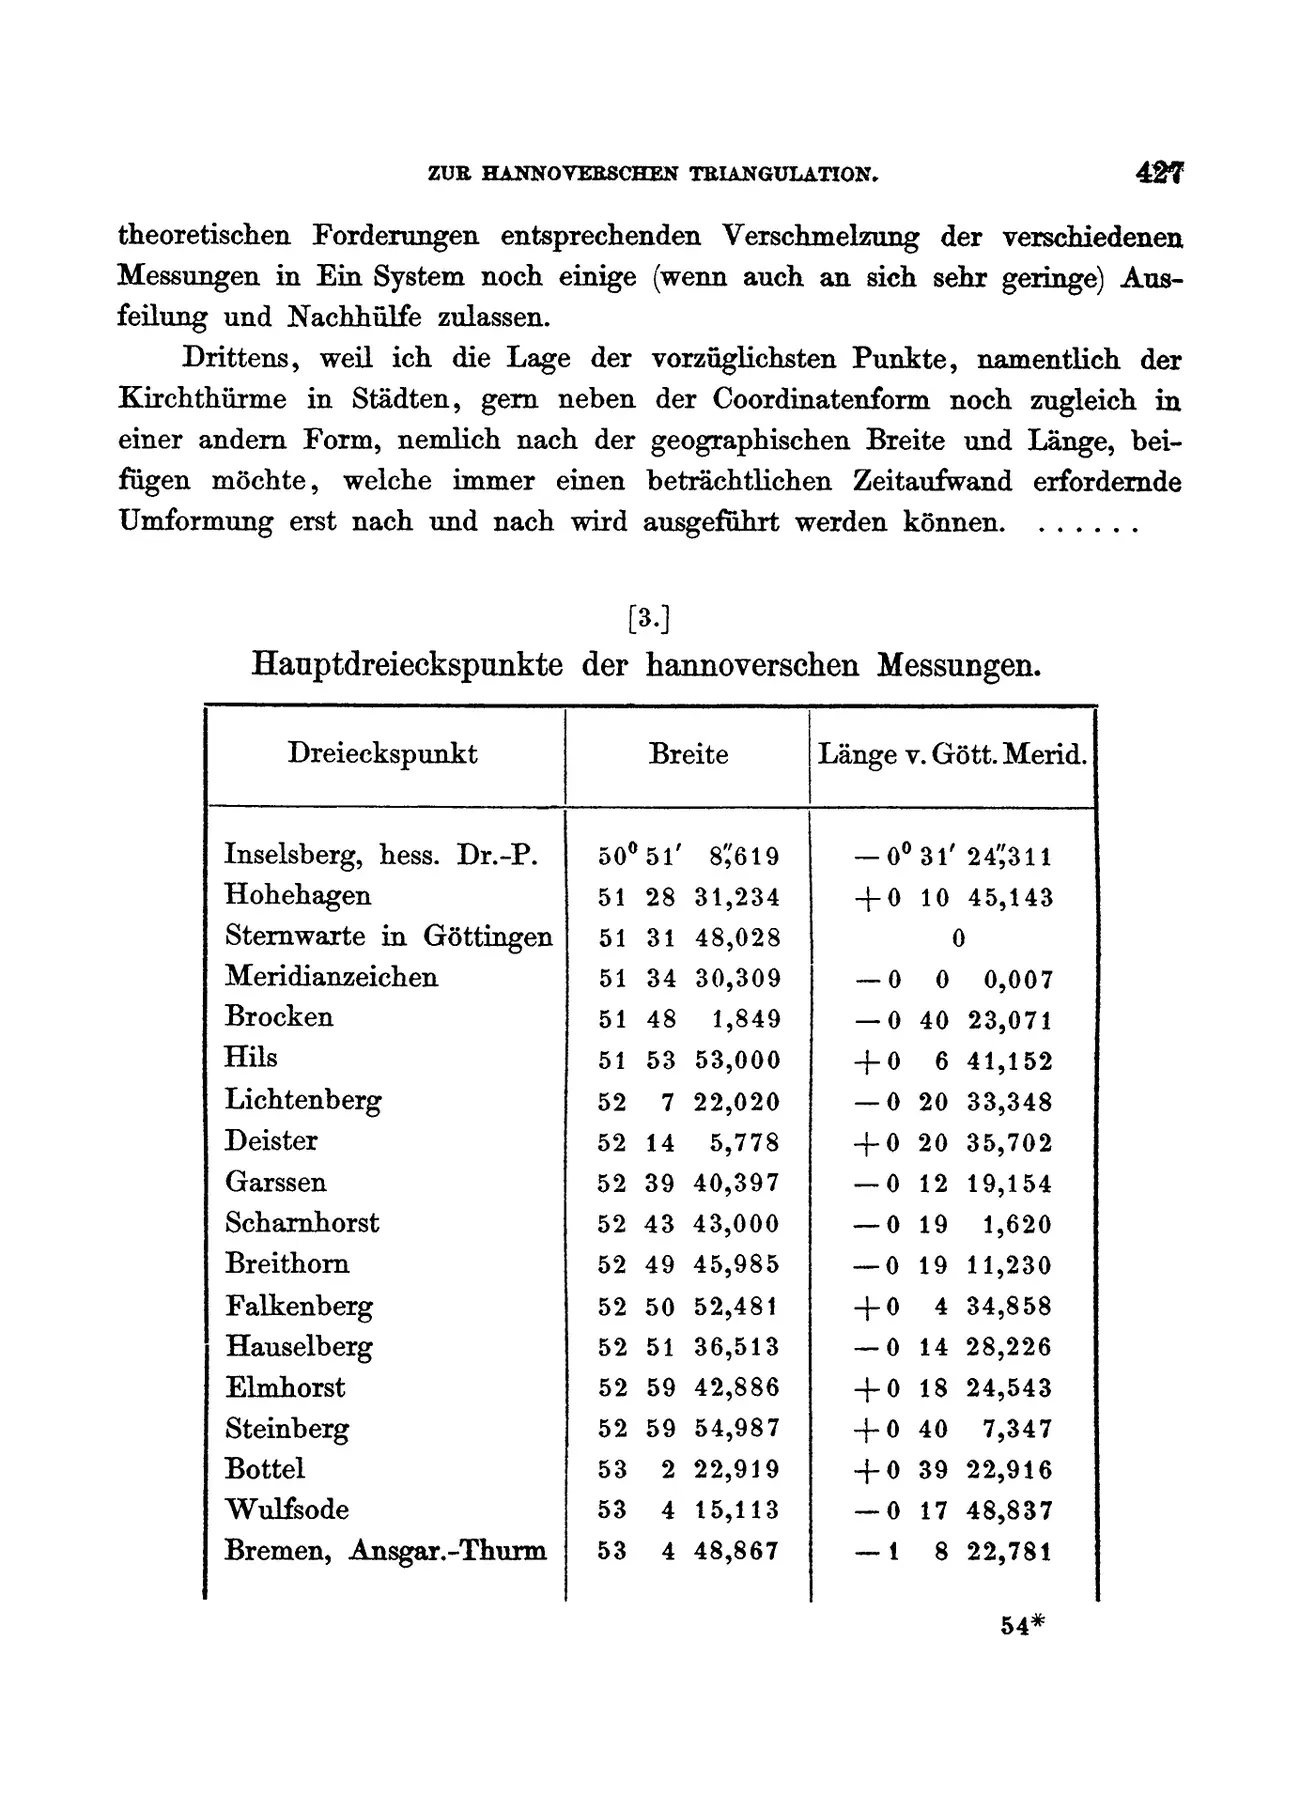 ZUR HANNOVERSCHEN TRIANGULATION. 427
theoretischen Forderungen entsprechenden Verschmelzung der verschiedenen
Messungen in Ein System noch einige (wenn auch an sich sehr geringe) Aus-
feilung und Nachhülfe zulassen.
Drittens, weil ich die Lage der vorzüglichsten Punkte, namentlich der
Kirchthürme in Städten, gern neben der Coordinatenform noch zugleich in
einer andern Form, nemlich nach der geographischen Breite und Länge, bei-
fügen möchte, welche immer einen beträchtlichen Zeitaufwand erfordernde
Umformung erst nach und nach wird ausgeführt werden können. . . . . . .
[3.]
Hauptdreieckspunkte der hannoverschen Messungen.
Dreieckspunkt Breite Länge v. Gött. Merid.
Inselsberg, hess. Dr.-P. 50° 51′ 8″,619 — 0° 31′ 24″,311
Hohehagen 51 28 31,234 + 0 10 45,143
Sternwarte in Göttingen 51 31 48,028 0
Meridianzeichen 51 34 30,309 — 0 0 0,007
Brocken 51 48 1,849 — 0 40 23,071
Hils 51 53 53,000 + 0 6 41,152
Lichtenberg 52 7 22,020 — 0 20 33,348
Deister 52 14 5,778 + 0 20 35,702
Garssen 52 39 40,397 — 0 12 19,154
Scharnhorst 52 43 43,000 — 0 19 1,620
Breithorn 52 49 45,985 — 0 19 11,230
Falkenberg 52 50 52,481 + 0 4 34,858
Hauselberg 52 51 36,513 — 0 14 28,226
Elmhorst 52 59 42,886 + 0 18 24,543
Steinberg 52 59 54,987 + 0 40 7,347
Bottel 53 2 22,919 + 0 39 22,916
Wulfsode 53 4 15,113 — 0 17 48,837
Bremen, Ansgar.-Thurm 53 4 48,867 — 1 8 22,781
54*